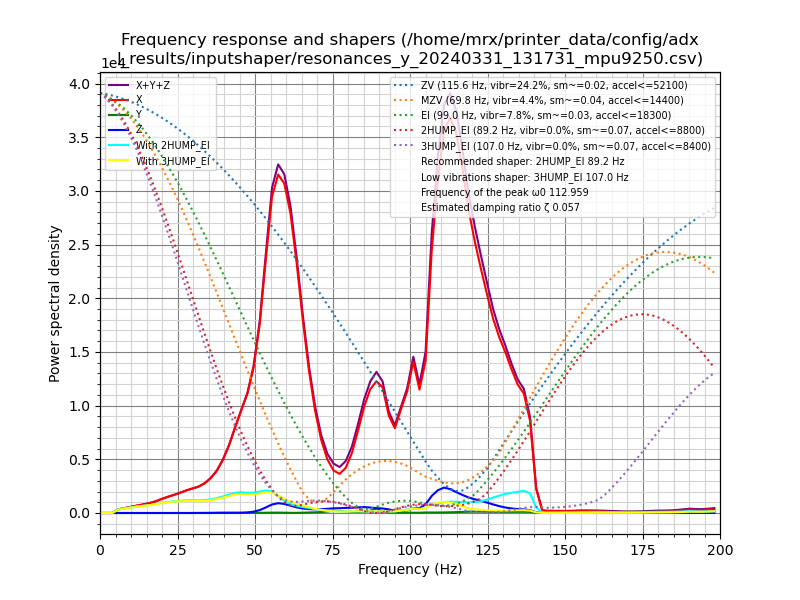 Frequency response and shapers (/home/mrx/printer_data/config/adx
l_results/inputshaper/resonances_y_20240331_131731_mpu9250.csv)
1e4
4.0
3.5
3.0
2.5
2.0
1.5
1.0
0.5
0.0
Power spectral density
X+Y+Z
X
Y
Z
With 2HUMP_EI
With 3HUMP_EI
ZV (115.6 Hz, vibr=24.2%, sm~=0.02, accel<=52100)
MZV (69.8 Hz, vibr=4.4%, sm~=0.04, accel<=14400)
EI (99.0 Hz, vibr=7.8%, sm~=0.03, accel<=18300)
2HUMP_EI (89.2 Hz, vibr=0.0%, sm~=0.07, accel<=8800)
3HUMP_EI (107.0 Hz, vibr=0.0%, sm~=0.07, accel<=8400)
Recommended shaper: 2HUMP_EI 89.2 Hz
Low vibrations shaper: 3HUMP_EI 107.0 Hz
Frequency of the peak ω0 112.959
Estimated damping ratio ζ 0.057
0 25 50 75 100 125 150 175 200
Frequency (Hz)